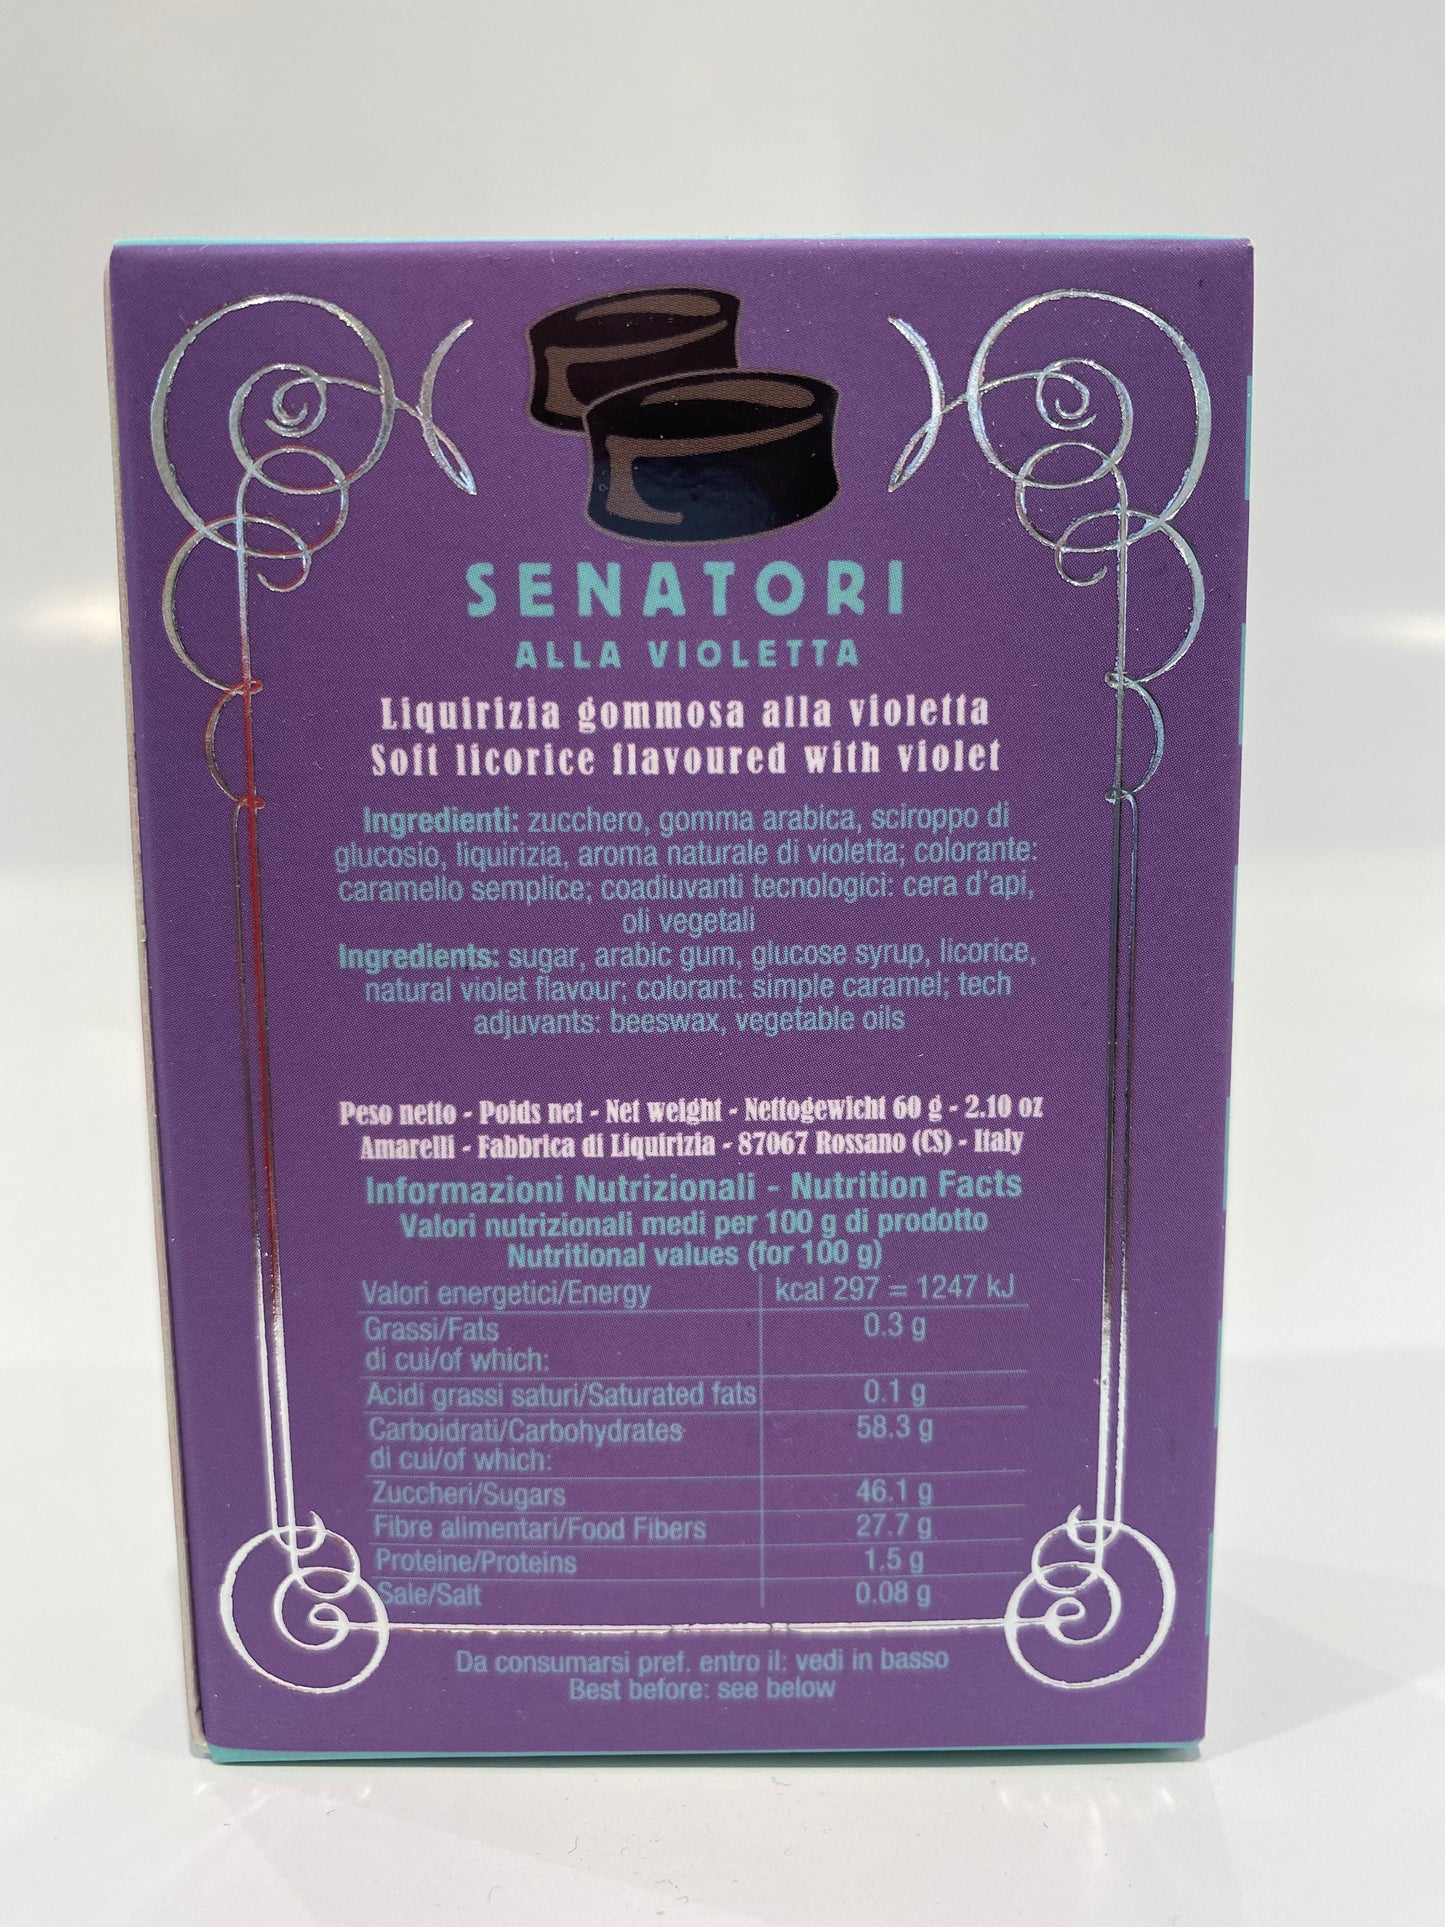 SENATORI
ALLA VIOLETTA
Liquirizia gommosa alla violetta
Soft licorice flavoured with violet
Ingredienti: zucchero, gomma arabica, sciroppo di
glucosio, liquirizia, aroma naturale di violetta; colorante:
caramello semplice; coadiuvanti tecnologici: cera d'api,
oli vegetali
Ingredients: sugar, arabic gum, glucose syrup, licorice,
natural violet flavour; colorant: simple caramel; tech
adjuvants: beeswax, vegetable oils
Peso netto - Poids net - Net weight - Nettogewicht 60 g - 2.10 oz
Amarelli - Fabbrica di Liquirizia - 87067 Rossano (CS) - Italy
Informazioni Nutrizionali - Nutrition Facts
Valori nutrizionali medi per 100 g di prodotto
Nutritional values (for 100 g)
Valori energetici/Energy kcal 297 = 1247 kJ
Grassi/Fats 0.3 g
di cui/of which:
Acidi grassi saturi/Saturated fats 0.1 g
Carboidrati/Carbohydrates 58.3 g
di cui/of which:
Zuccheri/Sugars 46.1 g
Fibre alimentari/Food Fibers 27.7 g
Proteine/Proteins 1.5 g
Sale/Salt 0.08 g
Da consumarsi pref. entro il: vedi in basso
Best before: see below